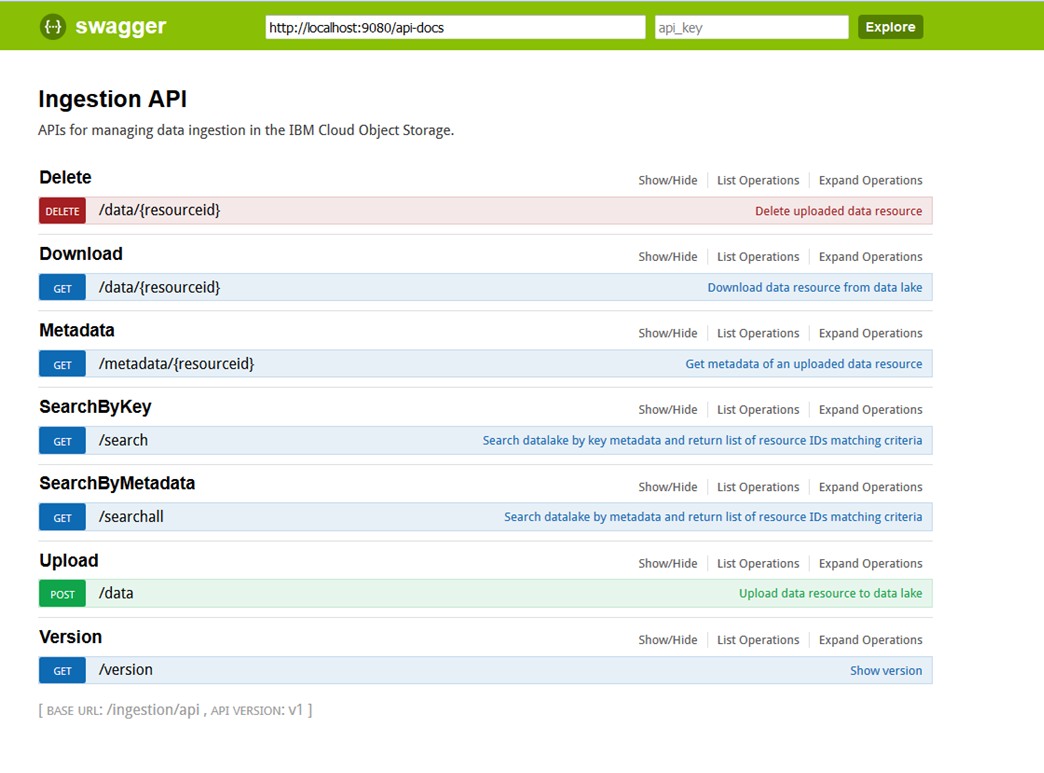 {···} swagger http://localhost:9080/api-docs api_key Explore
Ingestion API
APIs for managing data ingestion in the IBM Cloud Object Storage.
Delete Show/Hide List Operations Expand Operations
DELETE /data/{resourceid} Delete uploaded data resource
Download Show/Hide List Operations Expand Operations
GET /data/{resourceid} Download data resource from data lake
Metadata Show/Hide List Operations Expand Operations
GET /metadata/{resourceid} Get metadata of an uploaded data resource
SearchByKey Show/Hide List Operations Expand Operations
GET /search Search datalake by key metadata and return list of resource IDs matching criteria
SearchByMetadata Show/Hide List Operations Expand Operations
GET /searchall Search datalake by metadata and return list of resource IDs matching criteria
Upload Show/Hide List Operations Expand Operations
POST /data Upload data resource to data lake
Version Show/Hide List Operations Expand Operations
GET /version Show version
[ BASE URL: /ingestion/api , API VERSION: v1 ]